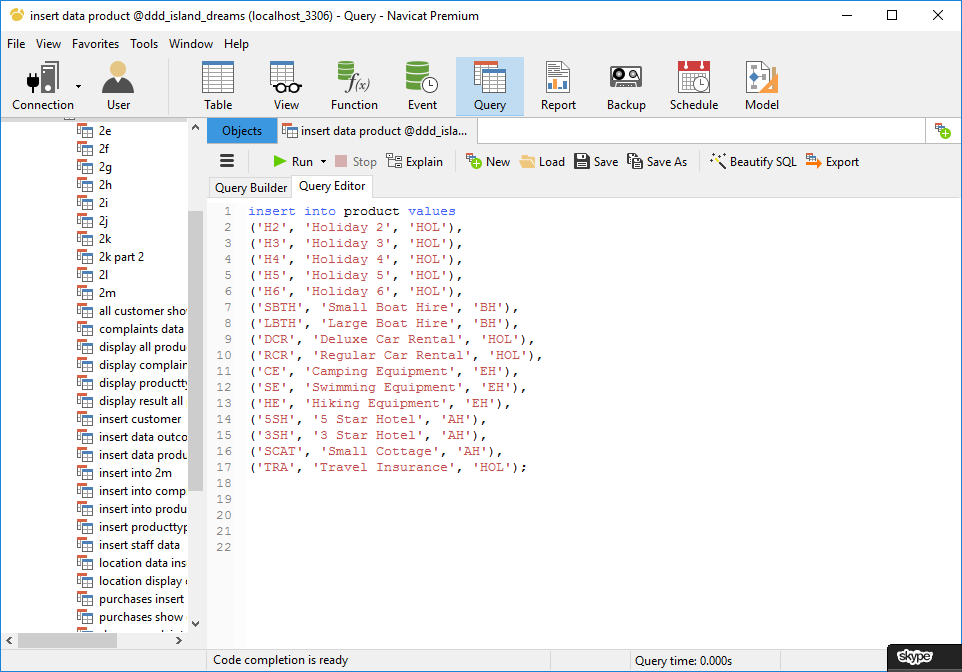 insert data product @ddd_island_dreams (localhost_3306) - Query - Navicat Premium
File View Favorites Tools Window Help
Connection User Table View Function Event Query Report Backup Schedule Model
f(x)
Objects insert data product @ddd_isla...
Run Stop Explain New Load Save Save As Beautify SQL Export
Query Builder Query Editor
2e
2f
2g
2h
2i
2j
2k
2k part 2
2l
2m
all customer sho
complaints data
display all produ
display complain
display productty
display result all
insert customer
insert data outco
insert data produ
insert into 2m
insert into comp
insert into produ
insert producttyp
insert staff data
location data ins
location display
purchases insert
purchases show
1 insert into product values
2 ('H2', 'Holiday 2', 'HOL'),
3 ('H3', 'Holiday 3', 'HOL'),
4 ('H4', 'Holiday 4', 'HOL'),
5 ('H5', 'Holiday 5', 'HOL'),
6 ('H6', 'Holiday 6', 'HOL'),
7 ('SBTH', 'Small Boat Hire', 'BH'),
8 ('LBTH', 'Large Boat Hire', 'BH'),
9 ('DCR', 'Deluxe Car Rental', 'HOL'),
10 ('RCR', 'Regular Car Rental', 'HOL'),
11 ('CE', 'Camping Equipment', 'EH'),
12 ('SE', 'Swimming Equipment', 'EH'),
13 ('HE', 'Hiking Equipment', 'EH'),
14 ('5SH', '5 Star Hotel', 'AH'),
15 ('3SH', '3 Star Hotel', 'AH'),
16 ('SCAT', 'Small Cottage', 'AH'),
17 ('TRA', 'Travel Insurance', 'HOL');
18
19
20
21
22
Code completion is ready
Query time: 0.000s
skype